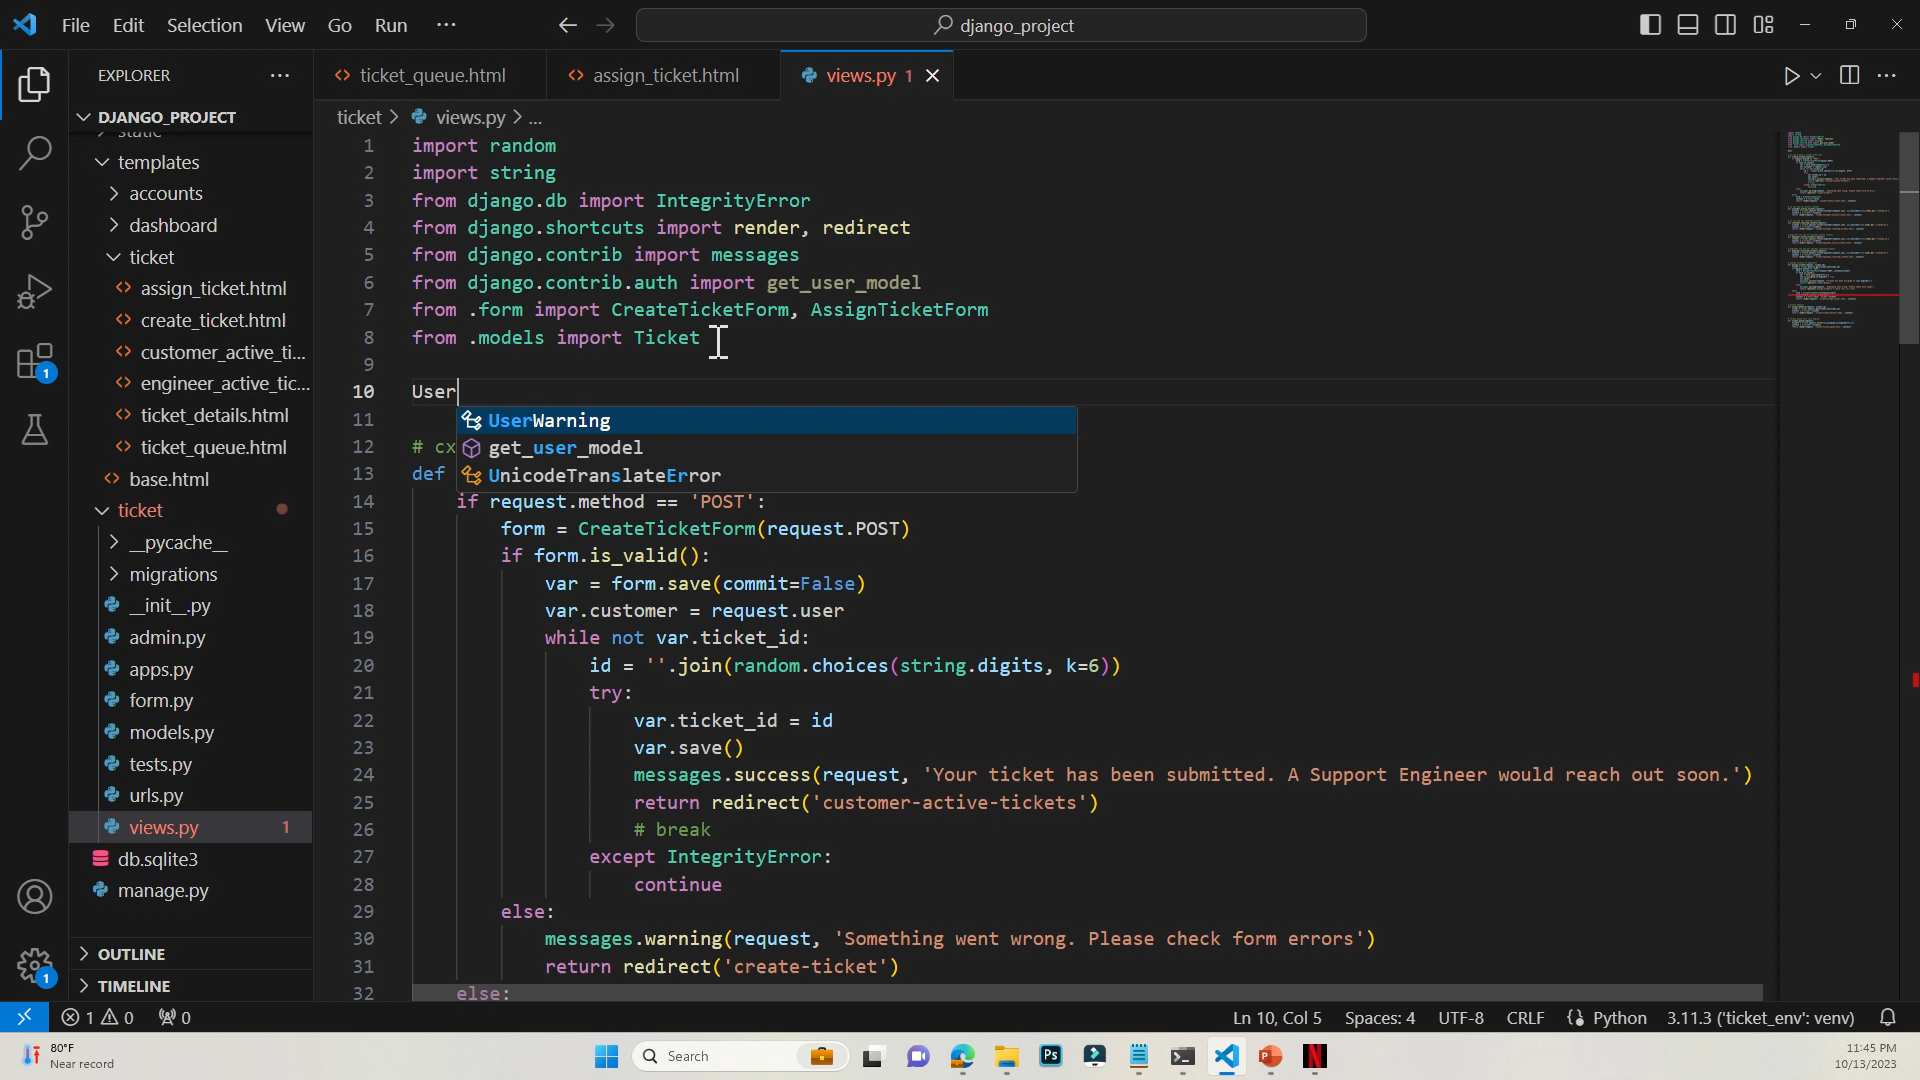 File Edit Selection View Go Run ···
django_project
EXPLORER
DJANGO_PROJECT
static
templates
accounts
dashboard
ticket
assign_ticket.html
create_ticket.html
customer_active_ti...
engineer_active_tic...
ticket_details.html
ticket_queue.html
base.html
ticket
__pycache__
migrations
__init__.py
admin.py
apps.py
form.py
models.py
tests.py
urls.py
views.py 1
db.sqlite3
manage.py
OUTLINE
TIMELINE
1
1
ticket_queue.html assign_ticket.html views.py 1
ticket > views.py > ...
1 import random
2 import string
3 from django.db import IntegrityError
4 from django.shortcuts import render, redirect
5 from django.contrib import messages
6 from django.contrib.auth import get_user_model
7 from .form import CreateTicketForm, AssignTicketForm
8 from .models import Ticket
9
10 User
UserWarning
get_user_model
UnicodeTranslateError
11
12 # cx
13 def
14 if request.method == 'POST':
15 form = CreateTicketForm(request.POST)
16 if form.is_valid():
17 var = form.save(commit=False)
18 var.customer = request.user
19 while not var.ticket_id:
20 id = ''.join(random.choices(string.digits, k=6))
21 try:
22 var.ticket_id = id
23 var.save()
24 messages.success(request, 'Your ticket has been submitted. A Support Engineer would reach out soon.')
25 return redirect('customer-active-tickets')
26 # break
27 except IntegrityError:
28 continue
29 else:
30 messages.warning(request, 'Something went wrong. Please check form errors')
31 return redirect('create-ticket')
32 else:
1 0 0
Ln 10, Col 5 Spaces: 4 UTF-8 CRLF Python 3.11.3 ('ticket_env': venv)
80°F
Near record
Search
Ps
11:45 PM
10/13/2023